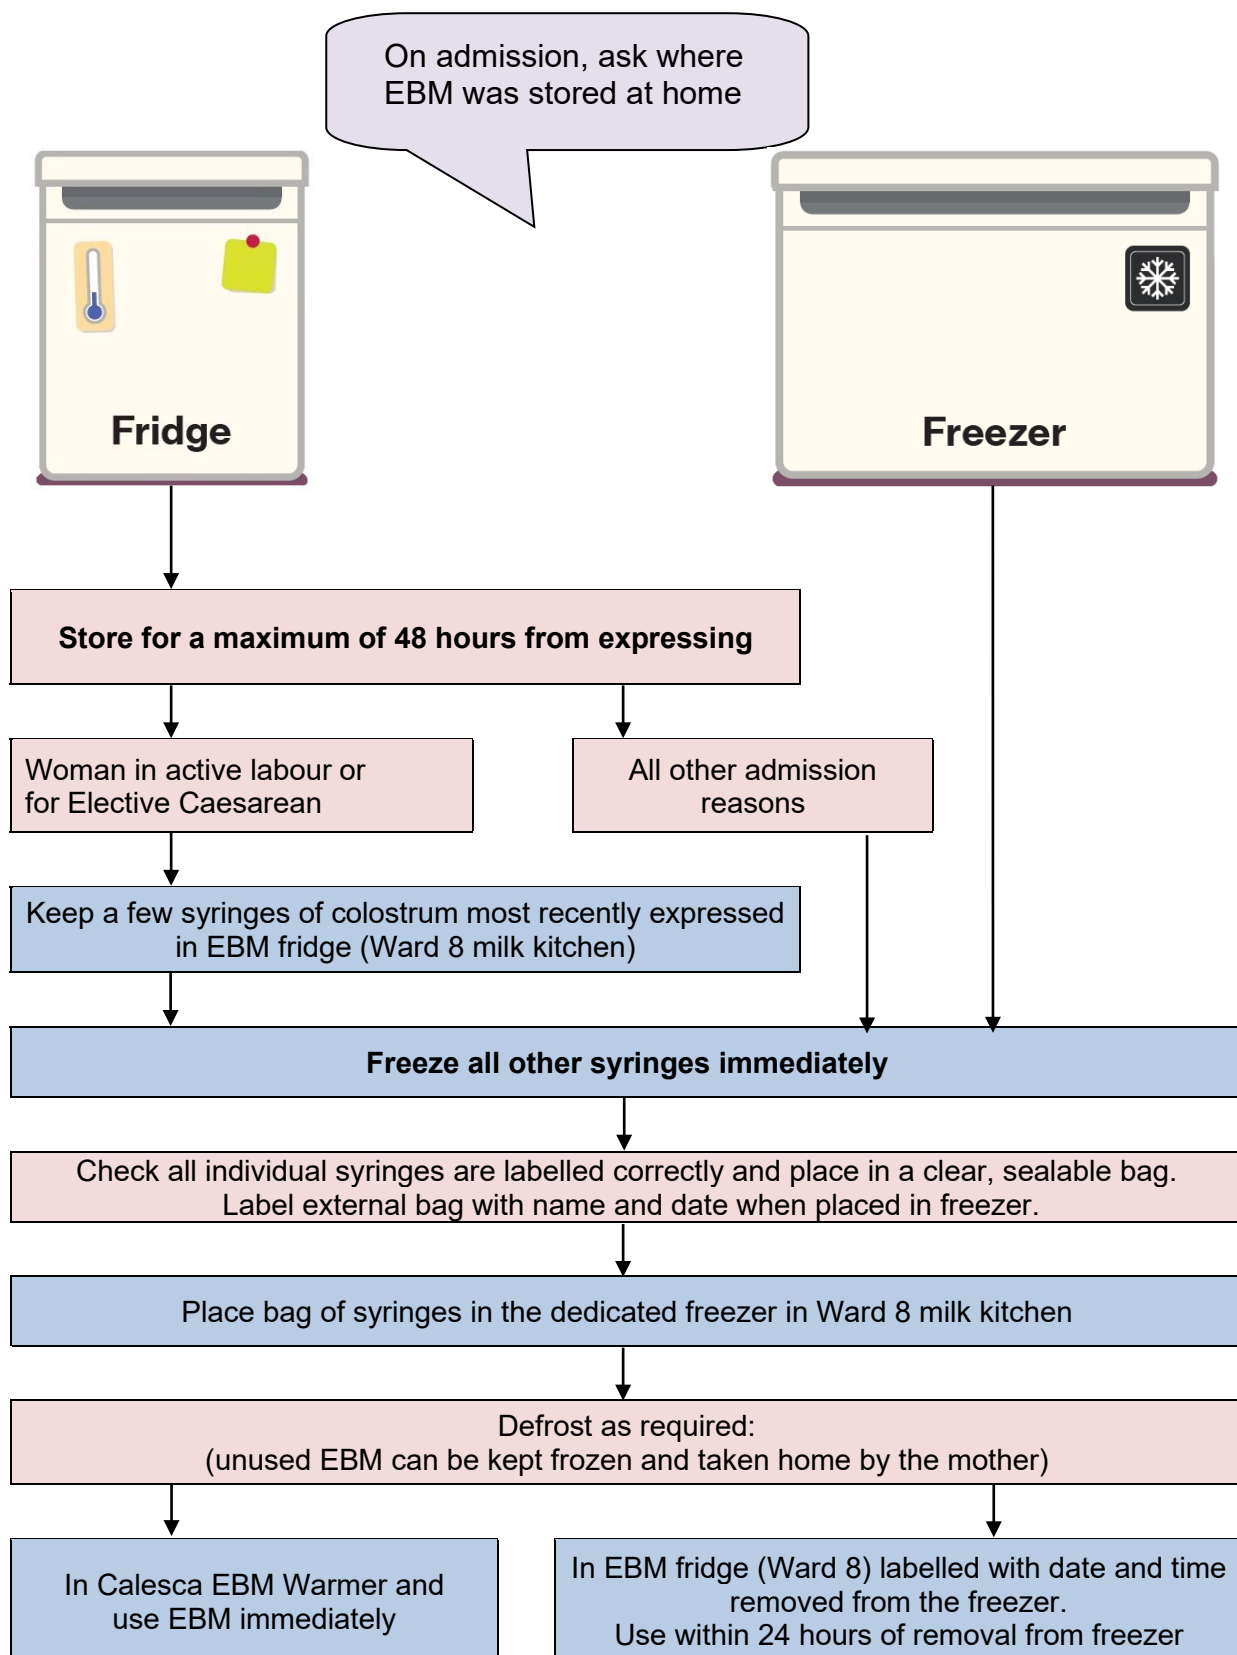 On admission, ask where
EBM was stored at home
Fridge
Freezer
Store for a maximum of 48 hours from expressing
Woman in active labour or
for Elective Caesarean
All other admission
reasons
Keep a few syringes of colostrum most recently expressed
in EBM fridge (Ward 8 milk kitchen)
Freeze all other syringes immediately
Check all individual syringes are labelled correctly and place in a clear, sealable bag.
Label external bag with name and date when placed in freezer.
Place bag of syringes in the dedicated freezer in Ward 8 milk kitchen
Defrost as required:
(unused EBM can be kept frozen and taken home by the mother)
In Calesca EBM Warmer and
use EBM immediately
In EBM fridge (Ward 8) labelled with date and time
removed from the freezer.
Use within 24 hours of removal from freezer